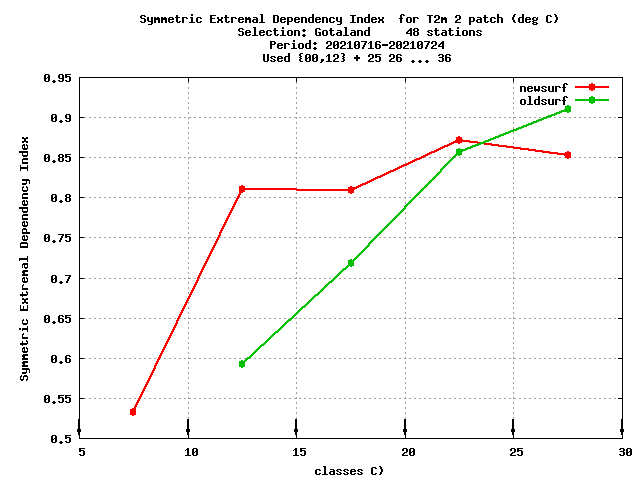 Symmetric Extremal Dependency Index  for T2m 2 patch (deg C)
Selection: Gotaland     48 stations
Period: 20210716-20210724
Used {00,12} + 25 26 ... 36
newsurf
oldsurf
Symmetric Extremal Dependency Index
0.95
0.9
0.85
0.8
0.75
0.7
0.65
0.6
0.55
0.5
5 10 15 20 25 30
classes C)